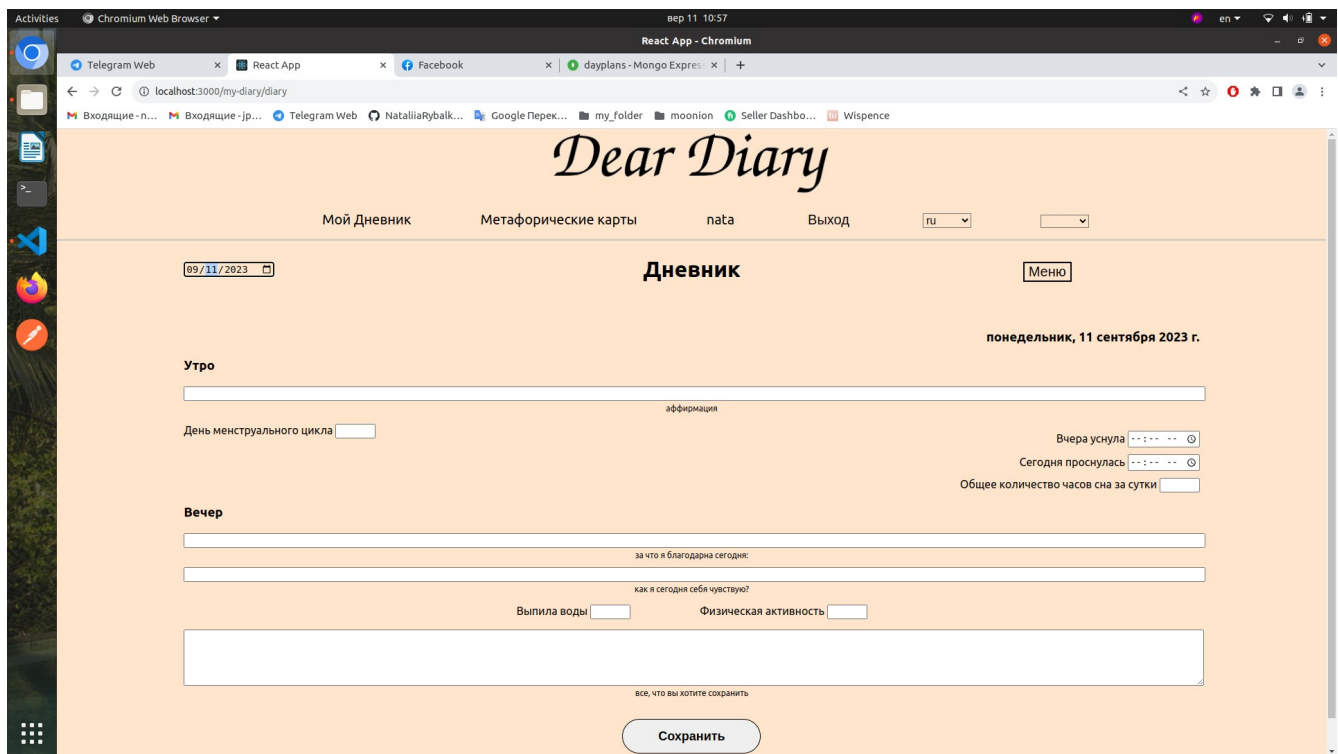 Activities Chromium Web Browser вер 11 10:57 en
React App - Chromium
Telegram Web React App Facebook dayplans - Mongo Express
localhost:3000/my-diary/diary
Входящие - n... Входящие - jp... Telegram Web NataliiaRybalk... Google Перек... my_folder moonion Seller Dashbo... Wispence
Dear Diary
Мой Дневник Метафорические карты nata Выход ru
09/11/2023 Дневник Меню
понедельник, 11 сентября 2023 г.
Утро
аффирмация
День менструального цикла
Вчера уснула --:-- --
Сегодня проснулась --:-- --
Общее количество часов сна за сутки
Вечер
за что я благодарна сегодня:
как я сегодня себя чувствую?
Выпила воды Физическая активность
все, что вы хотите сохранить
Сохранить